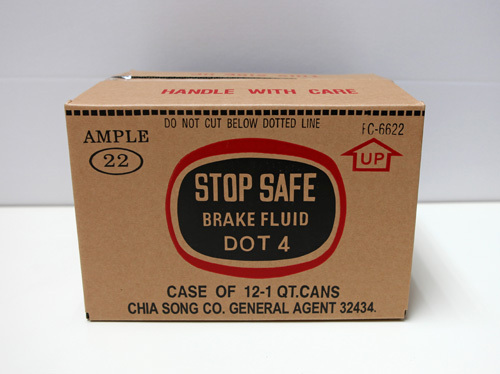 HANDLE WITH CARE
DO NOT CUT BELOW DOTTED LINE
AMPLE
22
FC-6622
UP
STOP SAFE
BRAKE FLUID
DOT 4
CASE OF 12-1 QT.CANS
CHIA SONG CO. GENERAL AGENT 32434.